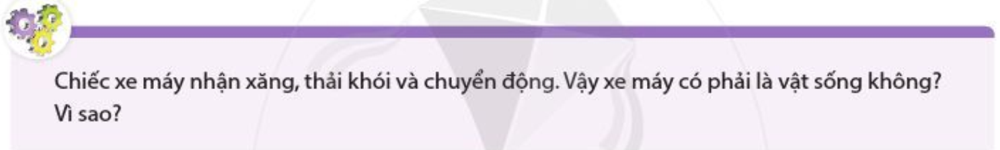 Chiếc xe máy nhận xăng, thải khói và chuyển động. Vậy xe máy có phải là vật sống không?
Vì sao?